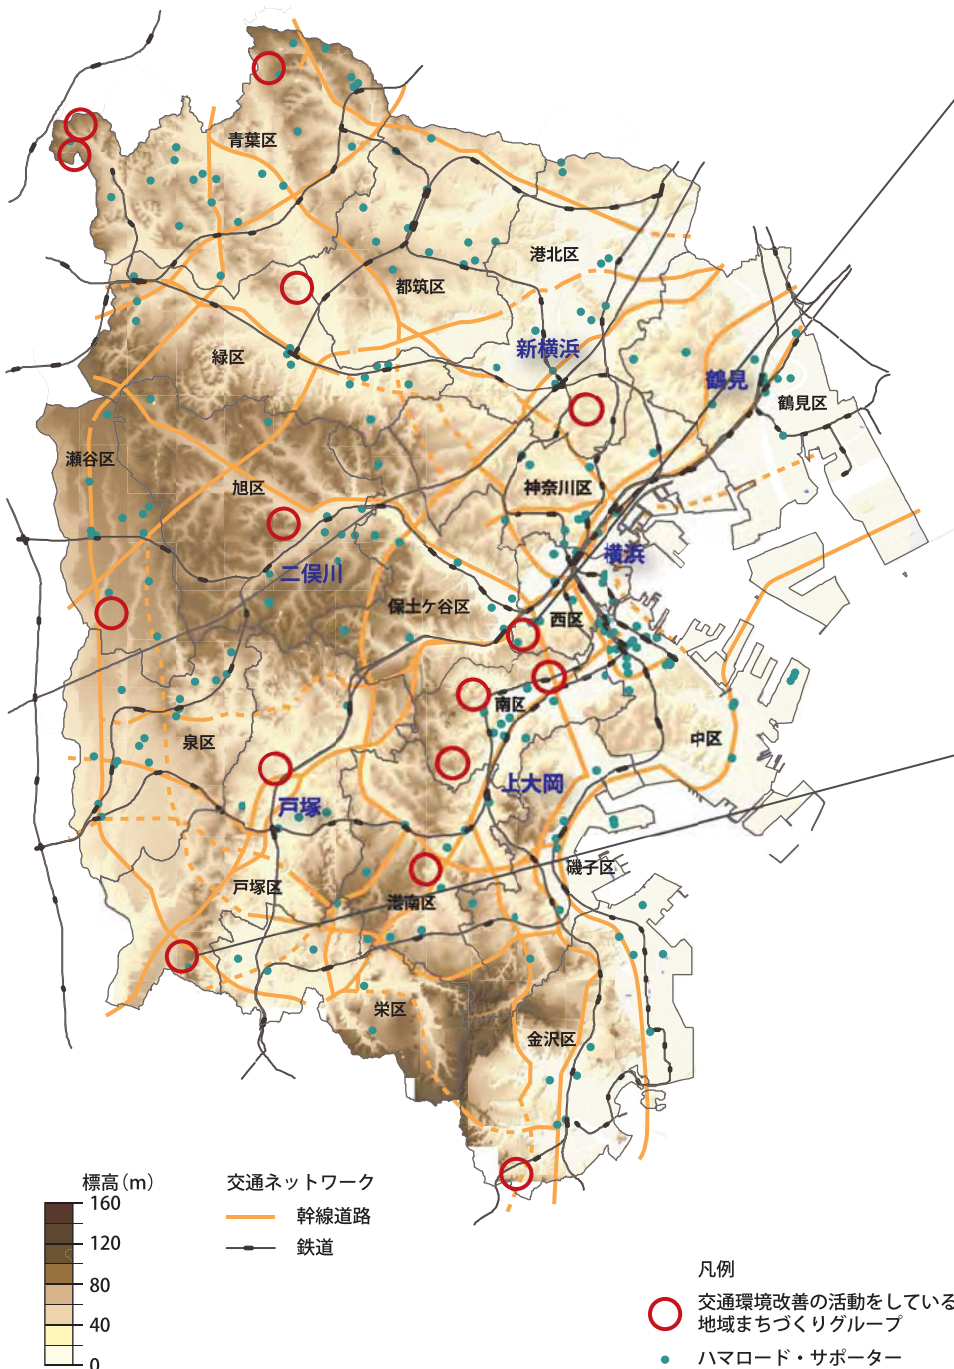 青葉区
港北区
都筑区
新横浜
緑区
鶴見
鶴見区
瀬谷区
旭区
神奈川区
横浜
二俣川
保土ケ谷区
西区
南区
中区
泉区
上大岡
戸塚
磯子区
戸塚区
港南区
栄区
金沢区
標高(m)
160
120
80
40
0
交通ネットワーク
幹線道路
鉄道
凡例
交通環境改善の活動をしている
地域まちづくりグループ
ハマロード・サポーター